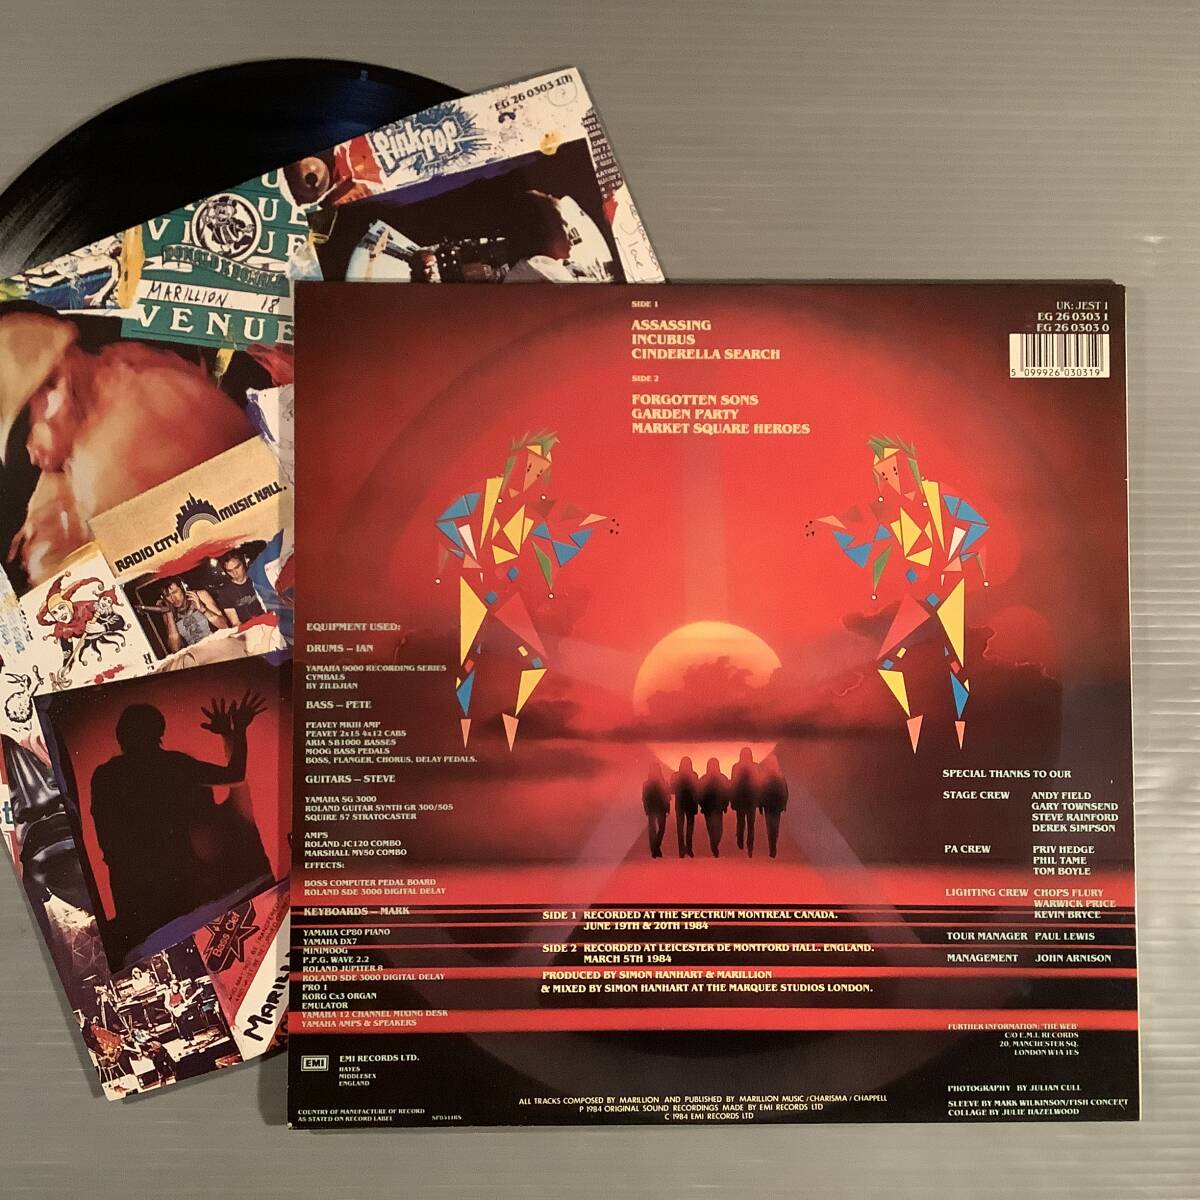 EG 26 0303 1(I)
pinkpop
VENUE
MARILLION 18
VENUE
RADIO CITY MUSIC HALL.
Bass Clef
SIDE 1
ASSASSING
INCUBUS
CINDERELLA SEARCH
SIDE 2
FORGOTTEN SONS
GARDEN PARTY
MARKET SQUARE HEROES
UK: JEST 1
EG 26 0303 1
EG 26 0303 0
5 099926 030319
EQUIPMENT USED:
DRUMS – IAN
YAMAHA 9000 RECORDING SERIES
CYMBALS
BY ZILDJIAN
BASS – PETE
PEAVEY MKIII AMP
PEAVEY 2x15 4x12 CABS
ARIA SB1000 BASSES
MOOG BASS PEDALS
BOSS, FLANGER, CHORUS, DELAY PEDALS.
GUITARS – STEVE
YAMAHA SG 3000
ROLAND GUITAR SYNTH GR 300/505
SQUIRE 57 STRATOCASTER
AMPS
ROLAND JC120 COMBO
MARSHALL MV50 COMBO
EFFECTS:
BOSS COMPUTER PEDAL BOARD
ROLAND SDE 3000 DIGITAL DELAY
KEYBOARDS – MARK
YAMAHA CP80 PIANO
YAMAHA DX7
MINIMOOG
P.P.G. WAVE 2.2
ROLAND JUPITER 8
ROLAND SDE 3000 DIGITAL DELAY
PRO 1
KORG Cx3 ORGAN
EMULATOR
YAMAHA 12 CHANNEL MIXING DESK
YAMAHA AMPS & SPEAKERS
SIDE 1 RECORDED AT THE SPECTRUM MONTREAL CANADA.
JUNE 19TH & 20TH 1984
SIDE 2 RECORDED AT LEICESTER DE MONTFORD HALL. ENGLAND.
MARCH 5TH 1984
PRODUCED BY SIMON HANHART & MARILLION
& MIXED BY SIMON HANHART AT THE MARQUEE STUDIOS LONDON.
SPECIAL THANKS TO OUR
STAGE CREW ANDY FIELD
GARY TOWNSEND
STEVE RAINFORD
DEREK SIMPSON
PA CREW PRIV HEDGE
PHIL TAME
TOM BOYLE
LIGHTING CREW CHOPS FLURY
WARWICK PRICE
KEVIN BRYCE
TOUR MANAGER PAUL LEWIS
MANAGEMENT JOHN ARNISON
FURTHER INFORMATION: 'THE WEB'
C/O E.M.I. RECORDS
20, MANCHESTER SQ.
LONDON W1A 1ES
PHOTOGRAPHY BY JULIAN CULL
SLEEVE BY MARK WILKINSON/FISH CONCEPT
COLLAGE BY JULIE HAZELWOOD
EMI
EMI RECORDS LTD.
HAYES
MIDDLESEX
ENGLAND
COUNTRY OF MANUFACTURE OF RECORD
AS STATED ON RECORD LABEL
ALL TRACKS COMPOSED BY MARILLION AND PUBLISHED BY MARILLION MUSIC/CHARISMA/CHAPPELL
P 1984 ORIGINAL SOUND RECORDINGS MADE BY EMI RECORDS LTD
C 1984 EMI RECORDS LTD